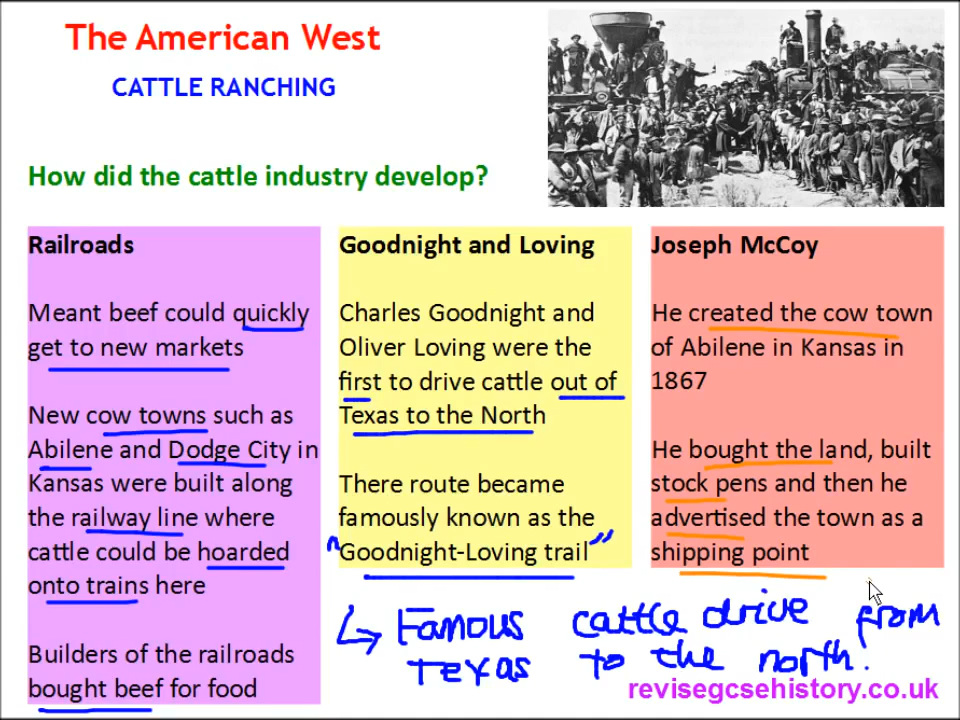 The American West
CATTLE RANCHING
How did the cattle industry develop?
Railroads
Meant beef could quickly
get to new markets
New cow towns such as
Abilene and Dodge City in
Kansas were built along
the railway line where
cattle could be hoarded
onto trains here
Builders of the railroads
bought beef for food
Goodnight and Loving
Charles Goodnight and
Oliver Loving were the
first to drive cattle out of
Texas to the North
There route became
famously known as the
"Goodnight-Loving trail"
↳ Famous cattle drive from
Texas to the north.
Joseph McCoy
He created the cow town
of Abilene in Kansas in
1867
He bought the land, built
stock pens and then he
advertised the town as a
shipping point
revisegcsehistory.co.uk